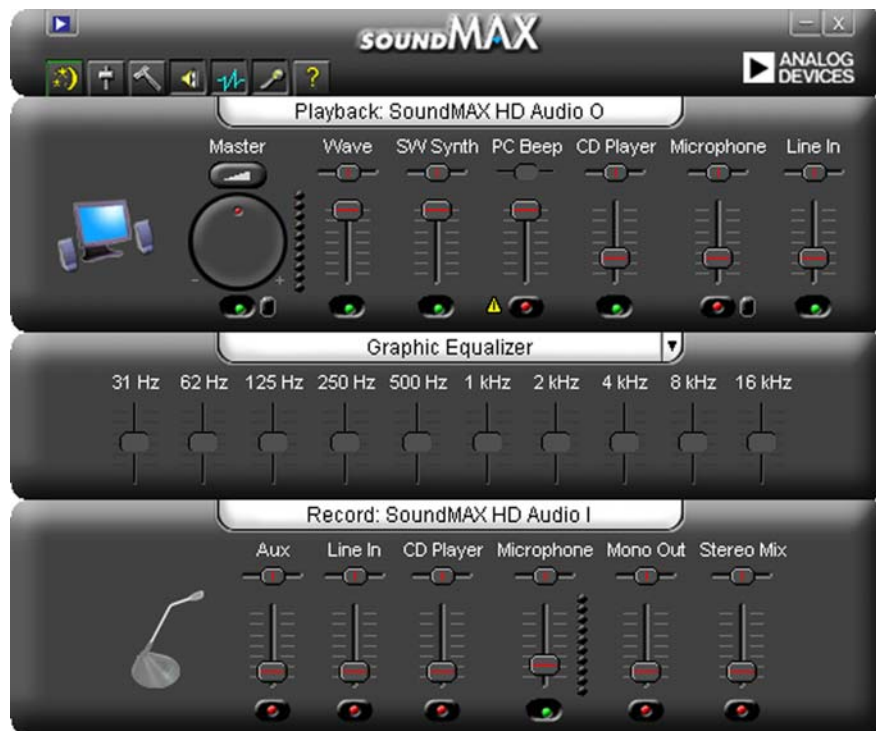 SOUNDMAX
ANALOG
DEVICES
?
Playback: SoundMAX HD Audio O
Master Wave SW Synth PC Beep CD Player Microphone Line In
- +
Graphic Equalizer
31 Hz 62 Hz 125 Hz 250 Hz 500 Hz 1 kHz 2 kHz 4 kHz 8 kHz 16 kHz
Record: SoundMAX HD Audio I
Aux Line In CD Player Microphone Mono Out Stereo Mix